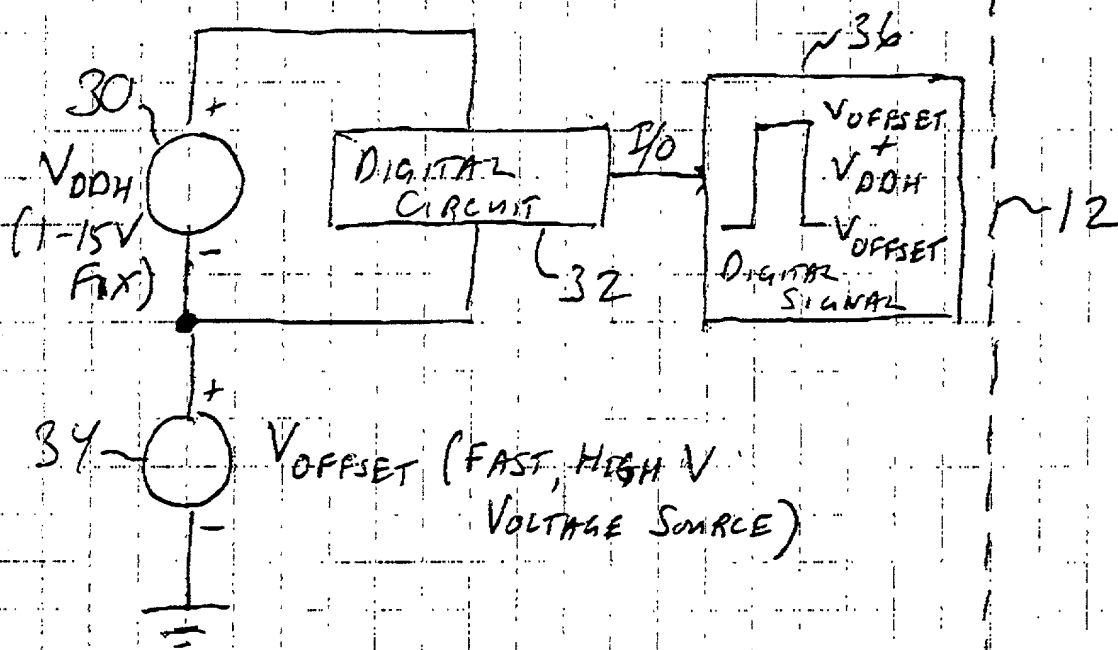 36
30
+
VDDH
(1-15V
FIX)
-
DIGITAL
CIRCUIT
32
I/O
VOFFSET
+
VDDH
VOFFSET
DIGITAL
SIGNAL
12
+
34
VOFFSET (FAST, HIGH V
VOLTAGE SOURCE)
-